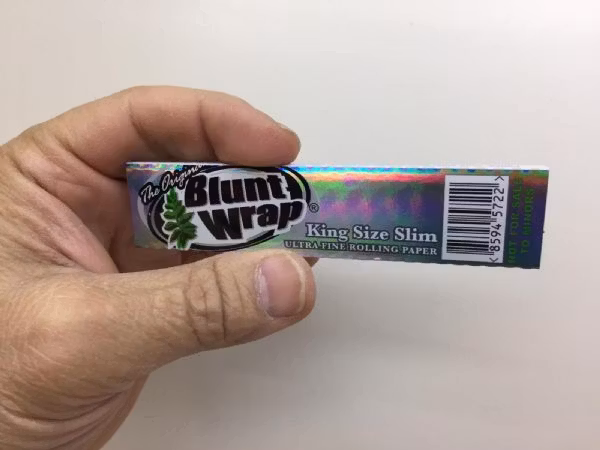 The Original
Blunt
Wrap®
King Size Slim
ULTRA FINE ROLLING PAPER
<8594"5722">
NOT FOR SALE
TO MINORS